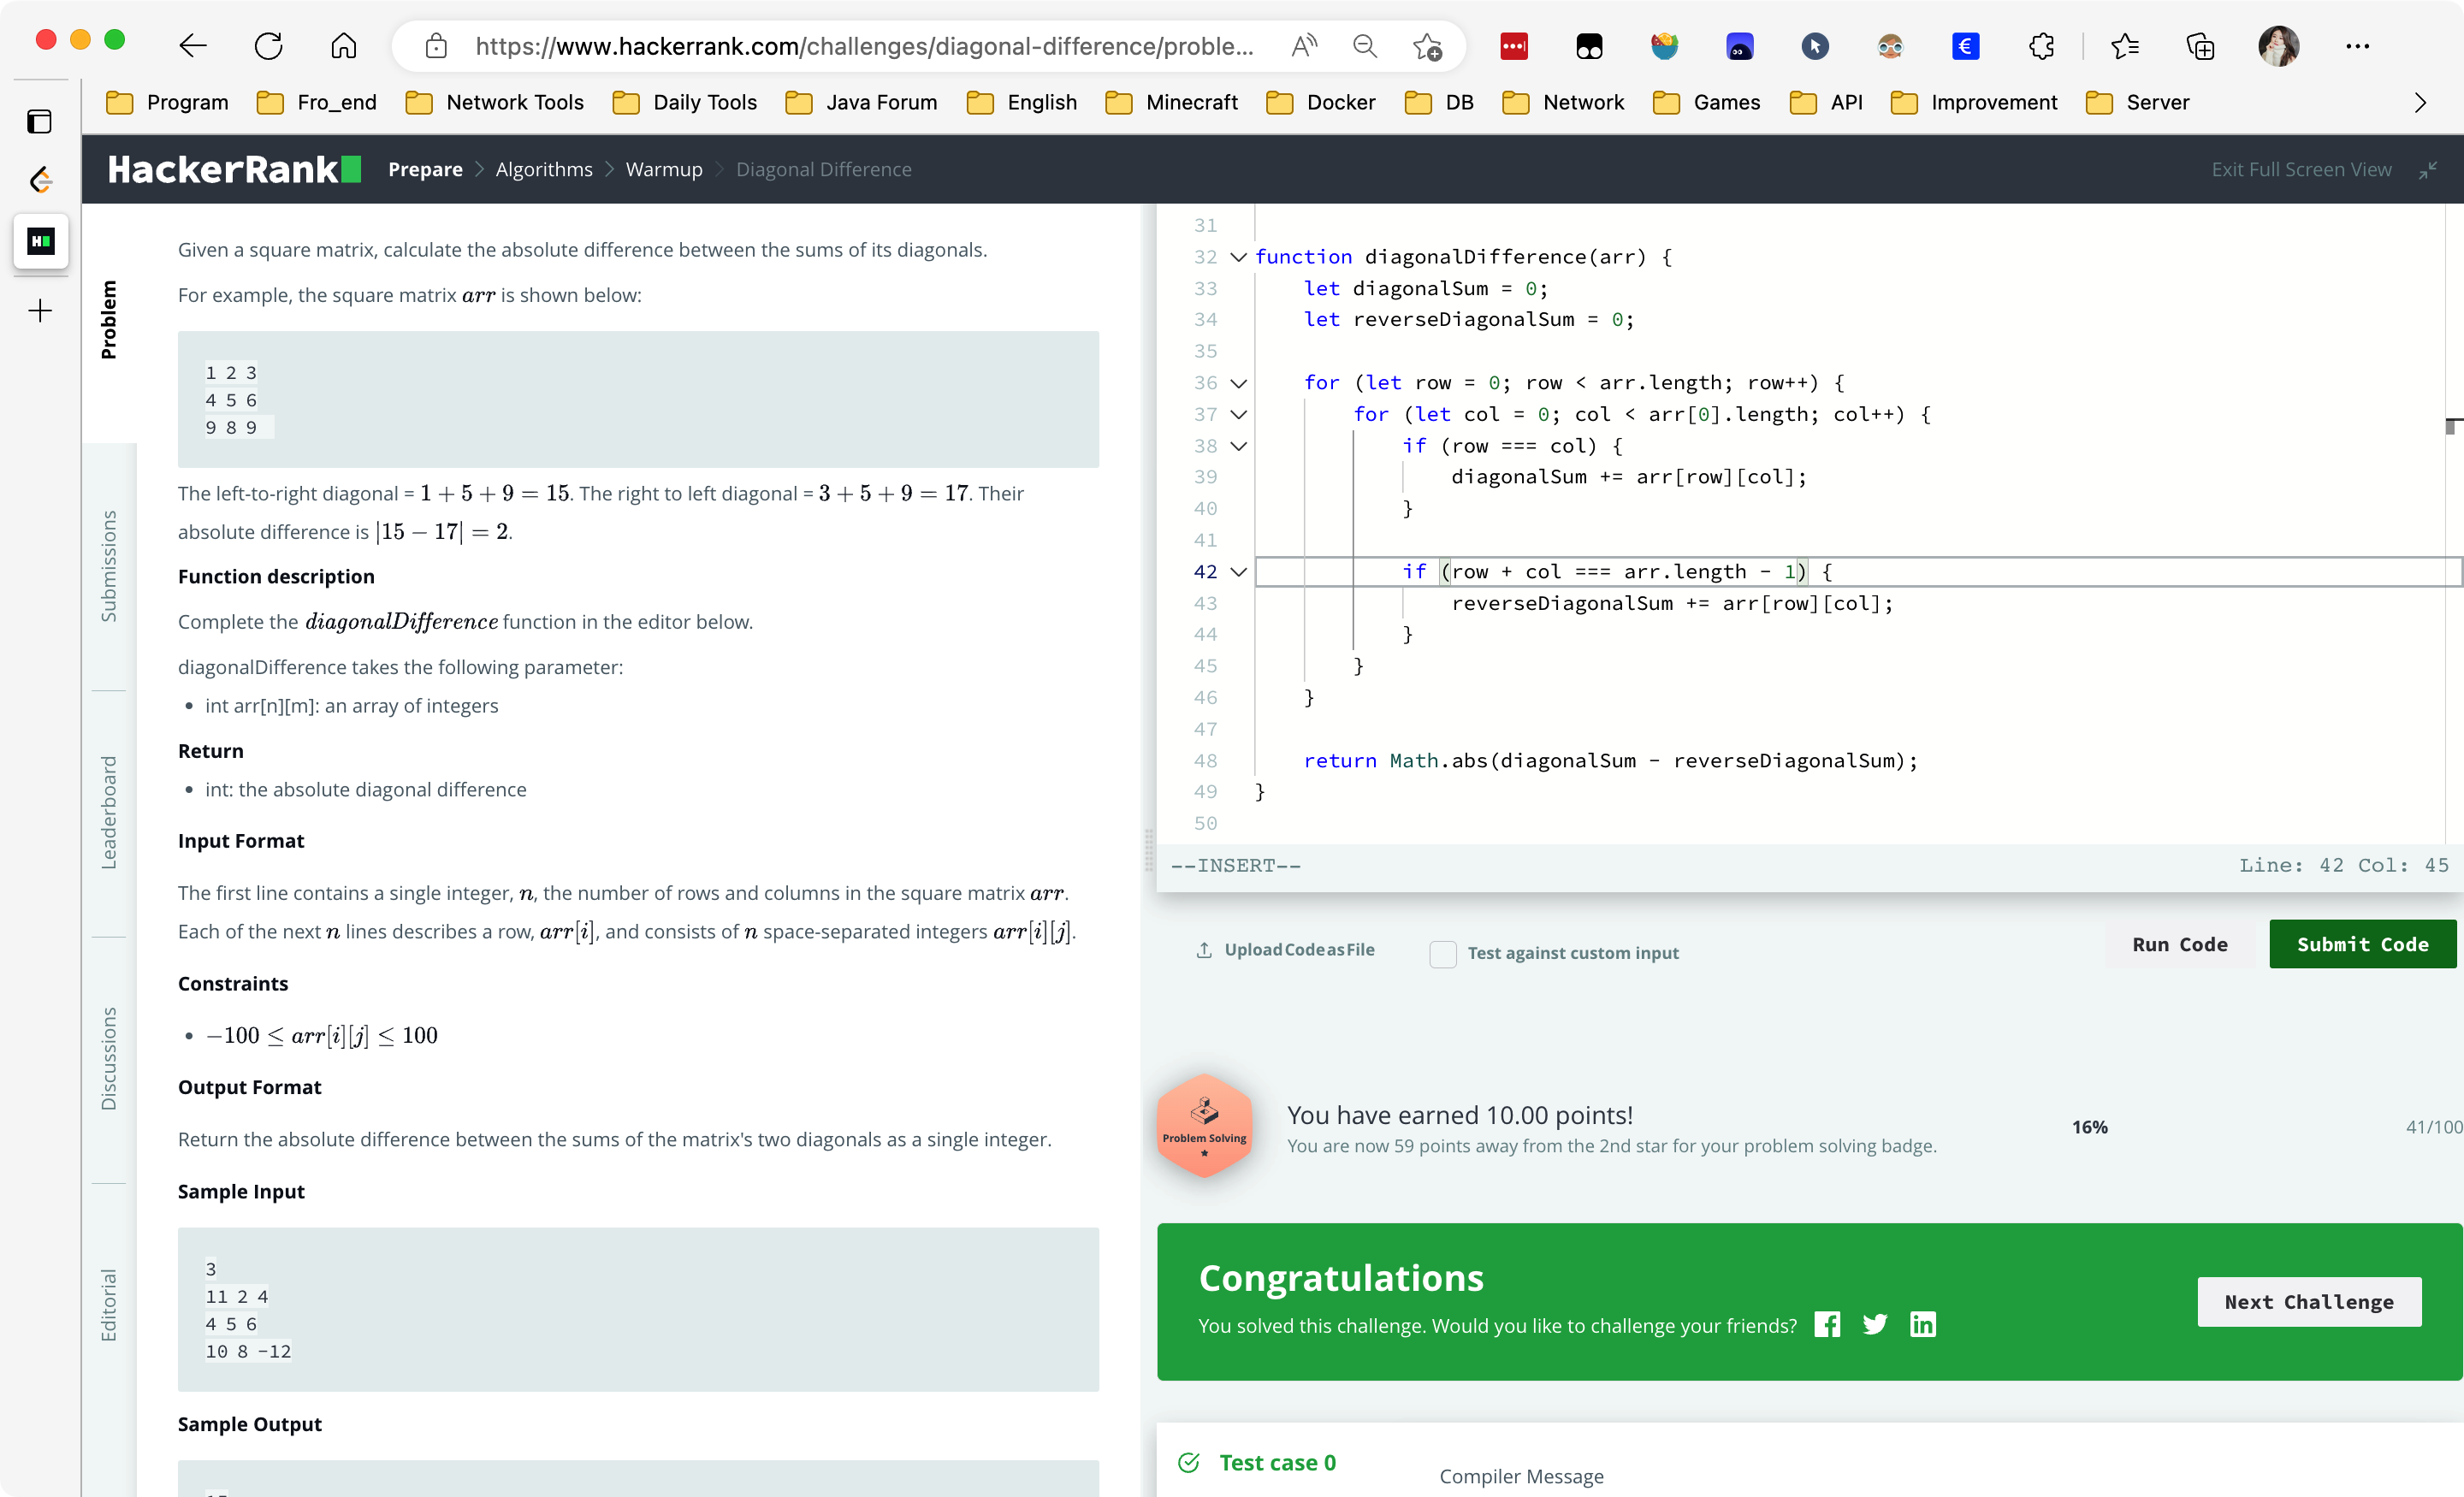 https://www.hackerrank.com/challenges/diagonal-difference/proble...
Program Fro_end Network Tools Daily Tools Java Forum English Minecraft Docker DB Network Games API Improvement Server
HackerRank Prepare > Algorithms > Warmup > Diagonal Difference Exit Full Screen View
Problem
Submissions
Leaderboard
Discussions
Editorial
Given a square matrix, calculate the absolute difference between the sums of its diagonals.
For example, the square matrix arr is shown below:
1 2 3
4 5 6
9 8 9
The left-to-right diagonal = 1 + 5 + 9 = 15. The right to left diagonal = 3 + 5 + 9 = 17. Their
absolute difference is |15 − 17| = 2.
Function description
Complete the diagonalDifference function in the editor below.
diagonalDifference takes the following parameter:
• int arr[n][m]: an array of integers
Return
• int: the absolute diagonal difference
Input Format
The first line contains a single integer, n, the number of rows and columns in the square matrix arr.
Each of the next n lines describes a row, arr[i], and consists of n space-separated integers arr[i][j].
Constraints
• −100 ≤ arr[i][j] ≤ 100
Output Format
Return the absolute difference between the sums of the matrix's two diagonals as a single integer.
Sample Input
3
11 2 4
4 5 6
10 8 -12
Sample Output
31
32 function diagonalDifference(arr) {
33     let diagonalSum = 0;
34     let reverseDiagonalSum = 0;
35
36     for (let row = 0; row < arr.length; row++) {
37         for (let col = 0; col < arr[0].length; col++) {
38             if (row === col) {
39                 diagonalSum += arr[row][col];
40             }
41
42             if (row + col === arr.length - 1) {
43                 reverseDiagonalSum += arr[row][col];
44             }
45         }
46     }
47
48     return Math.abs(diagonalSum - reverseDiagonalSum);
49 }
50
--INSERT-- Line: 42 Col: 45
Upload Code as File Test against custom input Run Code Submit Code
Problem Solving
You have earned 10.00 points!
You are now 59 points away from the 2nd star for your problem solving badge.
16% 41/100
Congratulations
You solved this challenge. Would you like to challenge your friends?
Next Challenge
Test case 0
Compiler Message